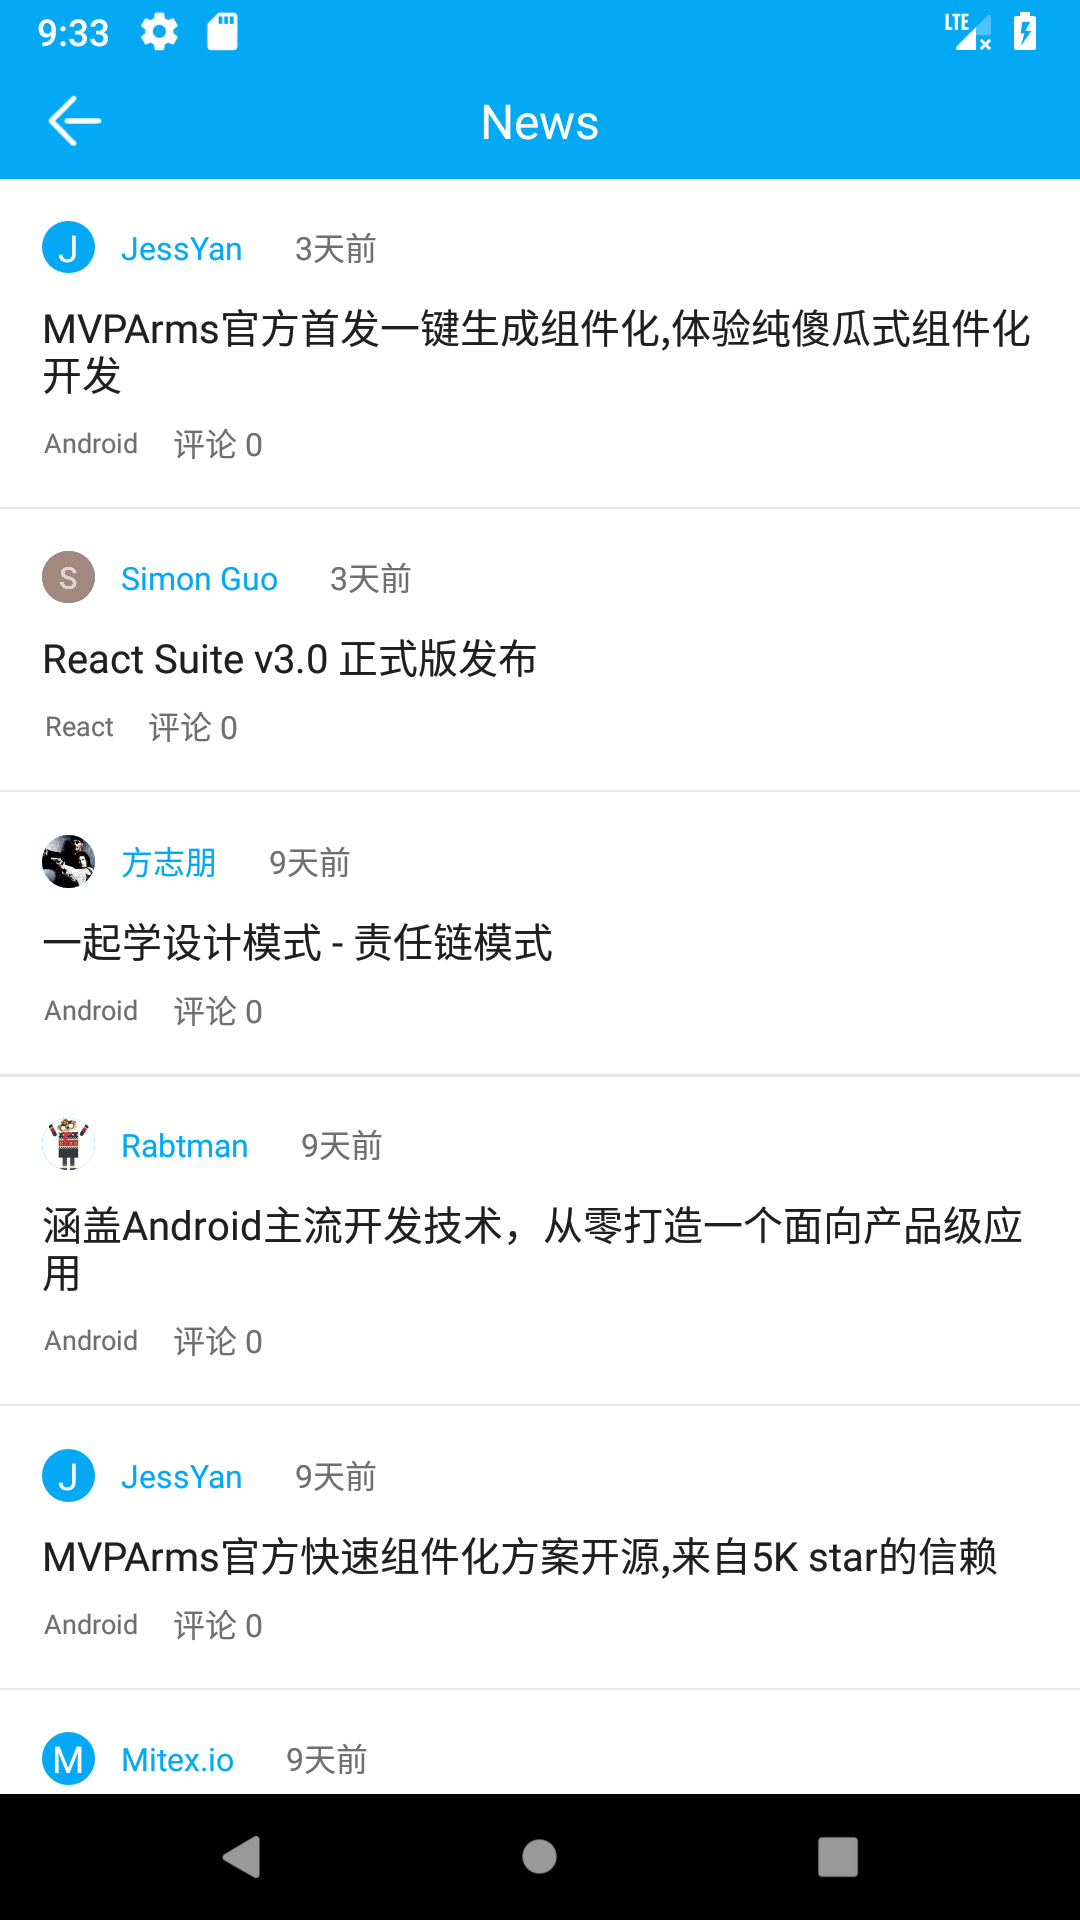 9:33
LTE
News
J JessYan 3天前
MVPArms官方首发一键生成组件化,体验纯傻瓜式组件化
开发
Android 评论 0
S Simon Guo 3天前
React Suite v3.0 正式版发布
React 评论 0
方志朋 9天前
一起学设计模式 - 责任链模式
Android 评论 0
Rabtman 9天前
涵盖Android主流开发技术，从零打造一个面向产品级应
用
Android 评论 0
J JessYan 9天前
MVPArms官方快速组件化方案开源,来自5K star的信赖
Android 评论 0
M Mitex.io 9天前